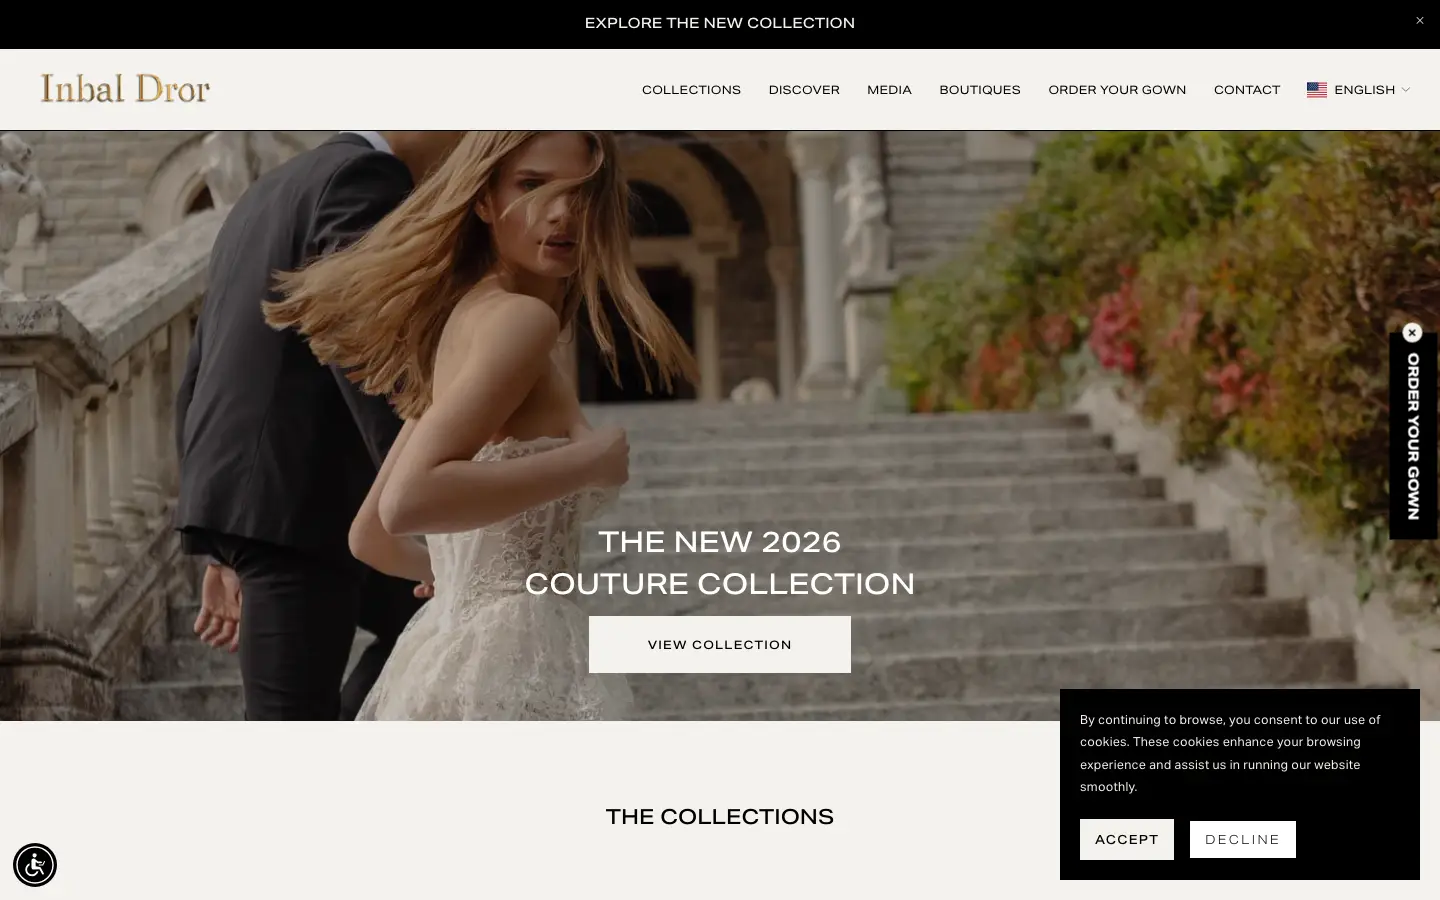 EXPLORE THE NEW COLLECTION
Inbal Dror
COLLECTIONS
DISCOVER
MEDIA
BOUTIQUES
ORDER YOUR GOWN
CONTACT
ENGLISH
ORDER YOUR GOWN
THE NEW 2026
COUTURE COLLECTION
VIEW COLLECTION
By continuing to browse, you consent to our use of
cookies. These cookies enhance your browsing
experience and assist us in running our website
smoothly.
ACCEPT
DECLINE
THE COLLECTIONS